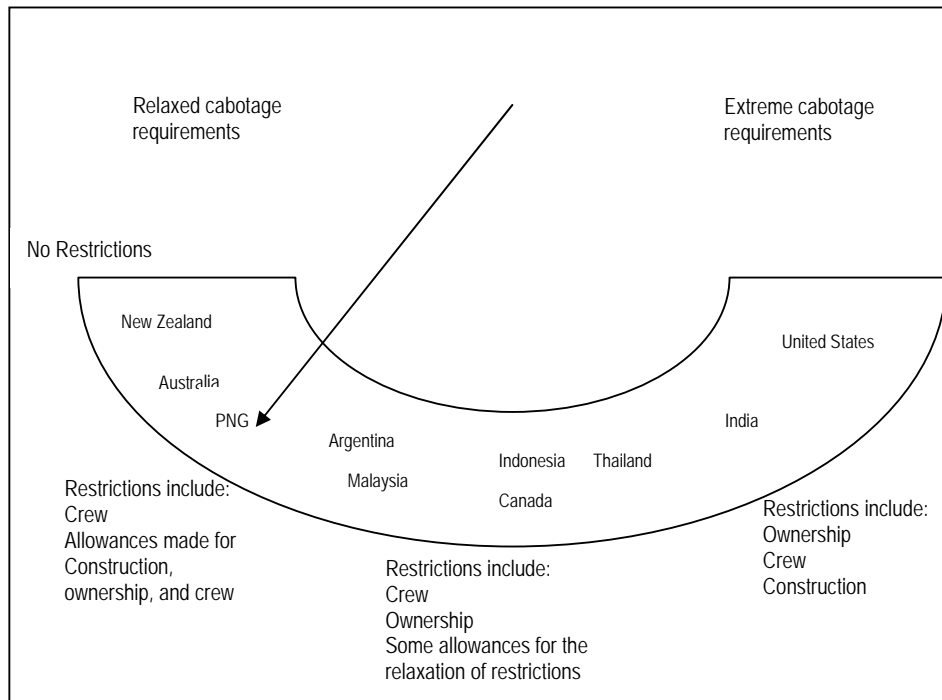 Relaxed cabotage
requirements
Extreme cabotage
requirements
No Restrictions
New Zealand
United States
Australia
PNG
India
Argentina
Indonesia
Thailand
Malaysia
Canada
Restrictions include:
Crew
Allowances made for
Construction,
ownership, and crew
Restrictions include:
Crew
Ownership
Some allowances for the
relaxation of restrictions
Restrictions include:
Ownership
Crew
Construction